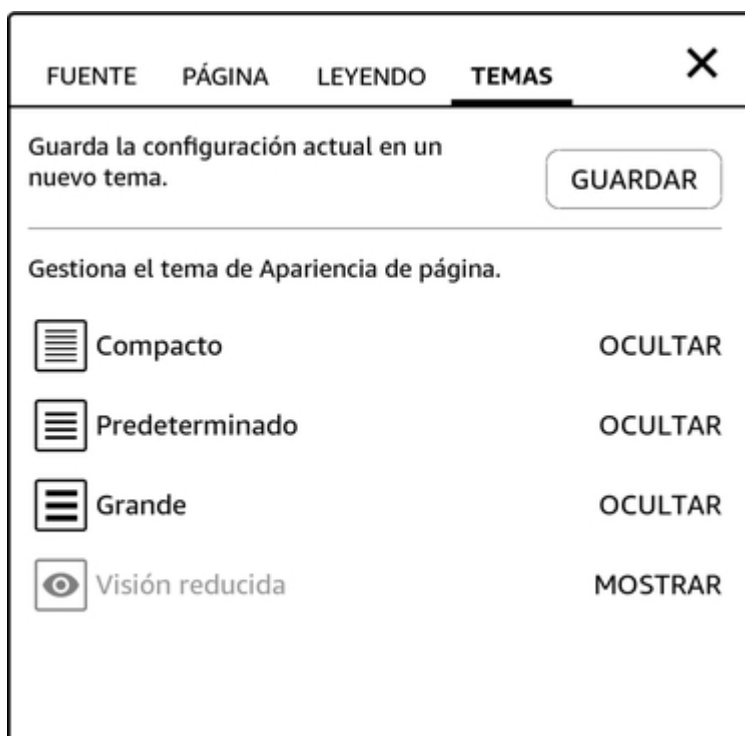 FUENTE PÁGINA LEYENDO TEMAS
Guarda la configuración actual en un
nuevo tema.
GUARDAR
Gestiona el tema de Apariencia de página.
Compacto OCULTAR
Predeterminado OCULTAR
Grande OCULTAR
Visión reducida MOSTRAR